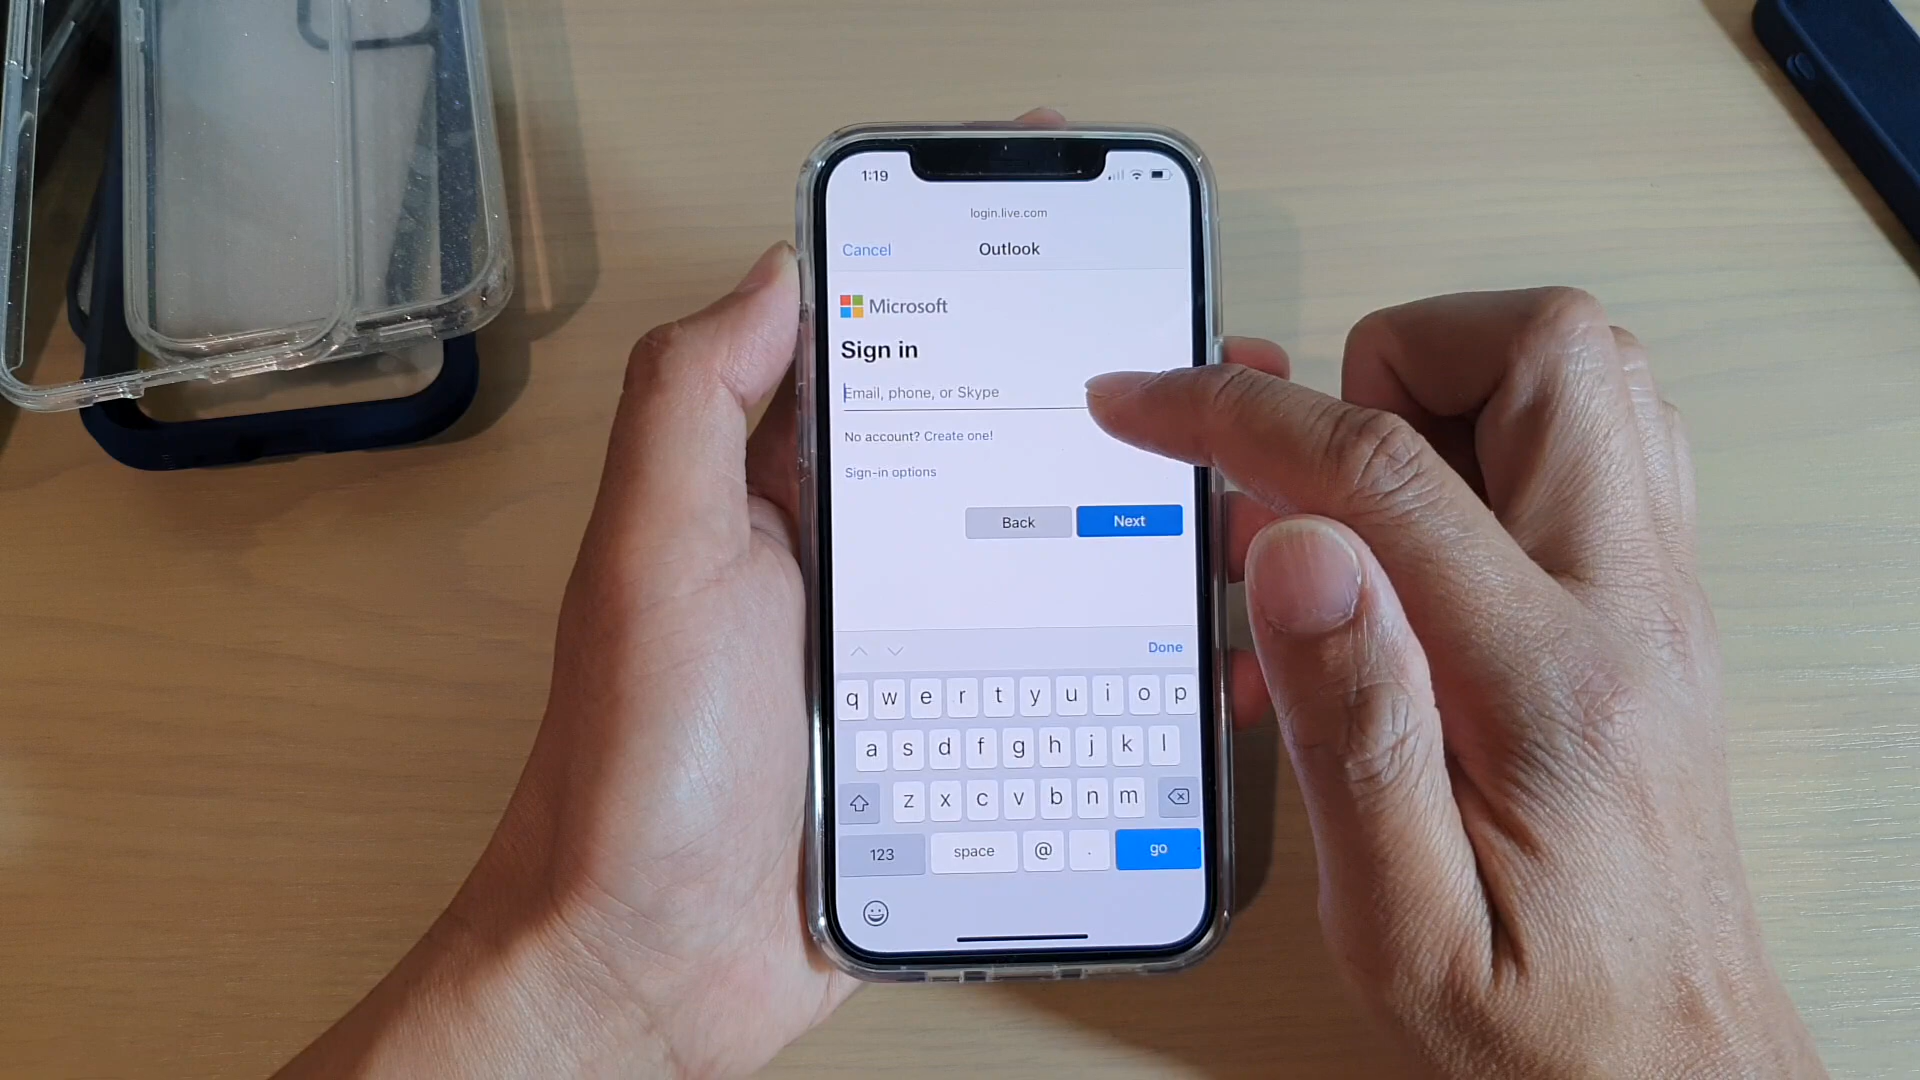 1:19
login.live.com
Cancel Outlook
Microsoft
Sign in
Email, phone, or Skype
No account? Create one!
Sign-in options
Back Next
Done
q w e r t y u i o p
a s d f g h j k l
z x c v b n m
123 space @ . go